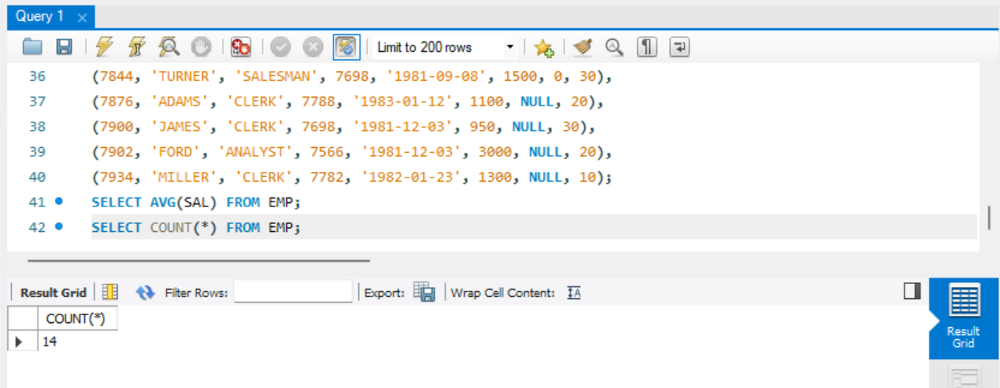 Query 1
Limit to 200 rows
36 (7844, 'TURNER', 'SALESMAN', 7698, '1981-09-08', 1500, 0, 30),
37 (7876, 'ADAMS', 'CLERK', 7788, '1983-01-12', 1100, NULL, 20),
38 (7900, 'JAMES', 'CLERK', 7698, '1981-12-03', 950, NULL, 30),
39 (7902, 'FORD', 'ANALYST', 7566, '1981-12-03', 3000, NULL, 20),
40 (7934, 'MILLER', 'CLERK', 7782, '1982-01-23', 1300, NULL, 10);
41 SELECT AVG(SAL) FROM EMP;
42 SELECT COUNT(*) FROM EMP;
Result Grid Filter Rows: Export: Wrap Cell Content: IA
COUNT(*)
14
Result
Grid